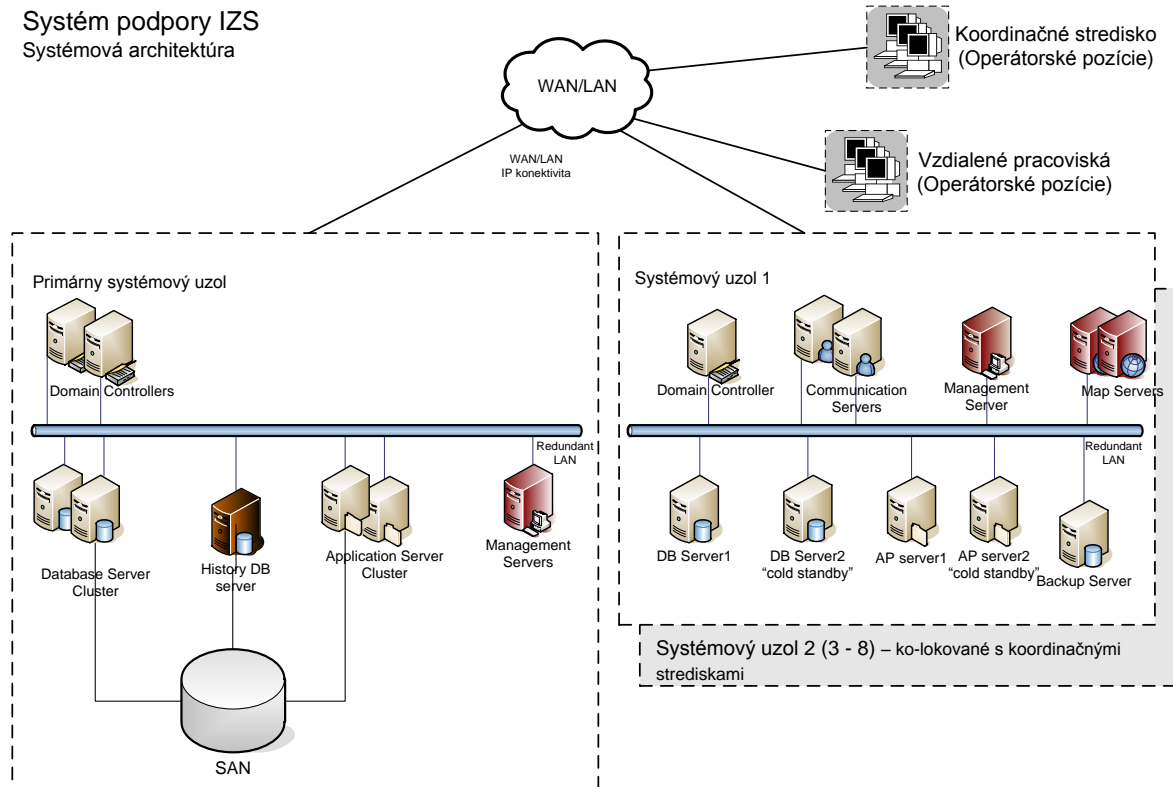 Systém podpory IZS
Systémová architektúra
WAN/LAN
Koordinačné stredisko
(Operátorské pozície)
WAN/LAN
IP konektivita
Vzdialené pracoviská
(Operátorské pozície)
Primárny systémový uzol
Domain Controllers
Redundant
LAN
Database Server
Cluster
History DB
server
Application Server
Cluster
Management
Servers
SAN
Systémový uzol 1
Domain Controller
Communication
Servers
Management
Server
Map Servers
Redundant
LAN
DB Server1
DB Server2
“cold standby”
AP server1
AP server2
“cold standby”
Backup Server
Systémový uzol 2 (3 - 8) – ko-lokované s koordinačnými
strediskami